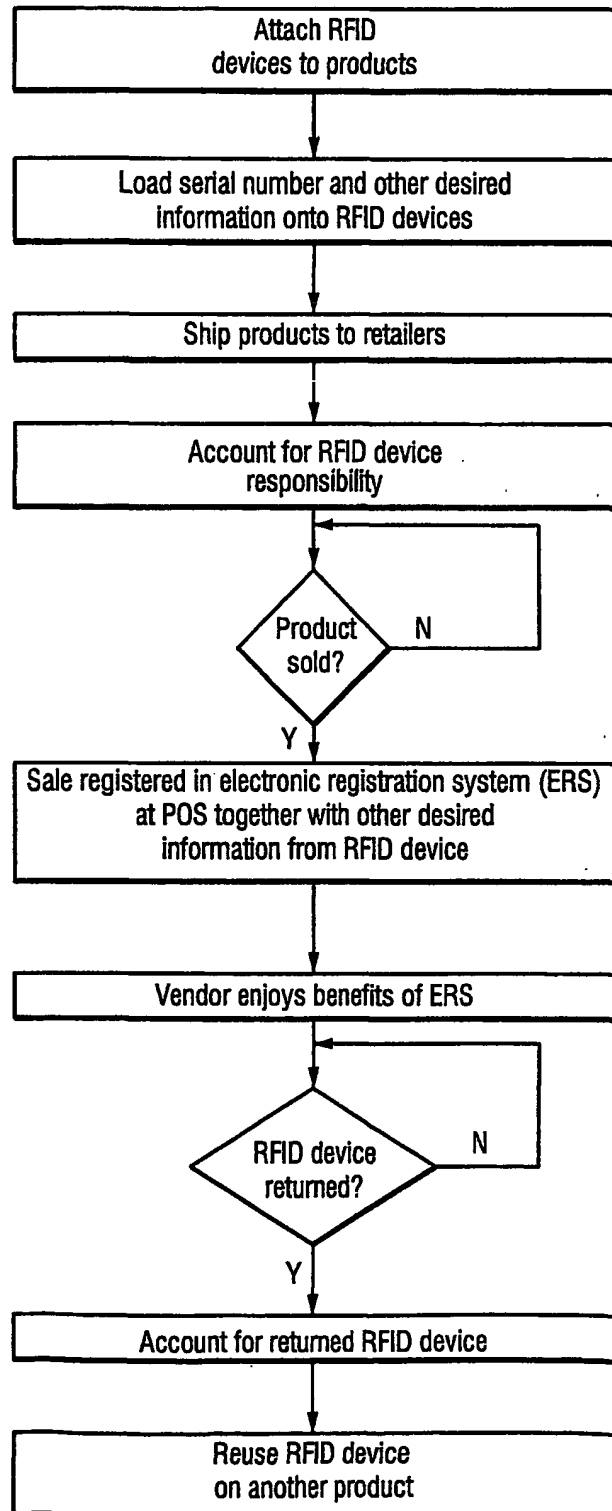 Attach RFID
devices to products
Load serial number and other desired
information onto RFID devices
Ship products to retailers
Account for RFID device
responsibility
Product
sold?
N
Y
Sale registered in electronic registration system (ERS)
at POS together with other desired
information from RFID device
Vendor enjoys benefits of ERS
RFID device
returned?
N
Y
Account for returned RFID device
Reuse RFID device
on another product